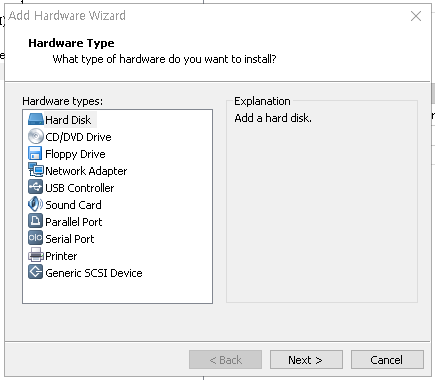 Add Hardware Wizard
Hardware Type
What type of hardware do you want to install?
Hardware types:
Hard Disk
CD/DVD Drive
Floppy Drive
Network Adapter
USB Controller
Sound Card
Parallel Port
Serial Port
Printer
Generic SCSI Device
Explanation
Add a hard disk.
< Back
Next >
Cancel